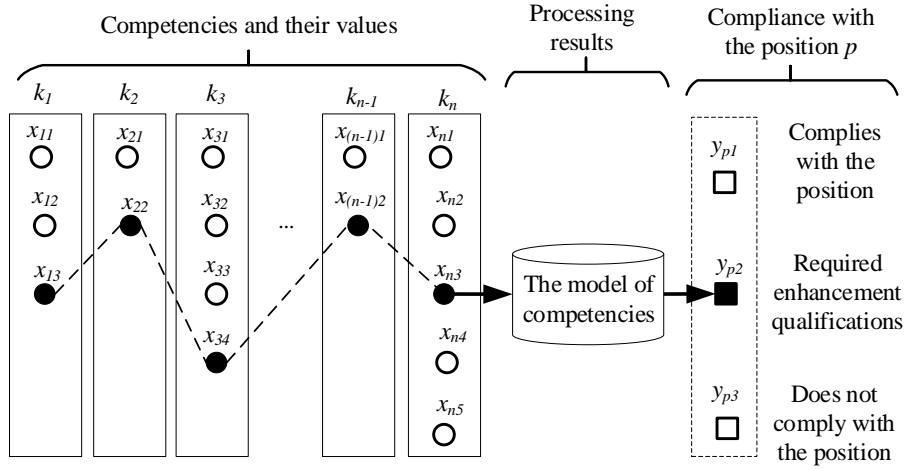 Competencies and their values
Processing
results
Compliance with
the position p
k1 k2 k3 kn-1 kn
x11 x21 x31 x(n-1)1 xn1
x12 x22 x32 ... x(n-1)2 xn2
x13 x33 xn3
x34 xn4
xn5
The model of
competencies
yp1
Complies
with the
position
yp2
Required
enhancement
qualifications
yp3
Does not
comply with
the position